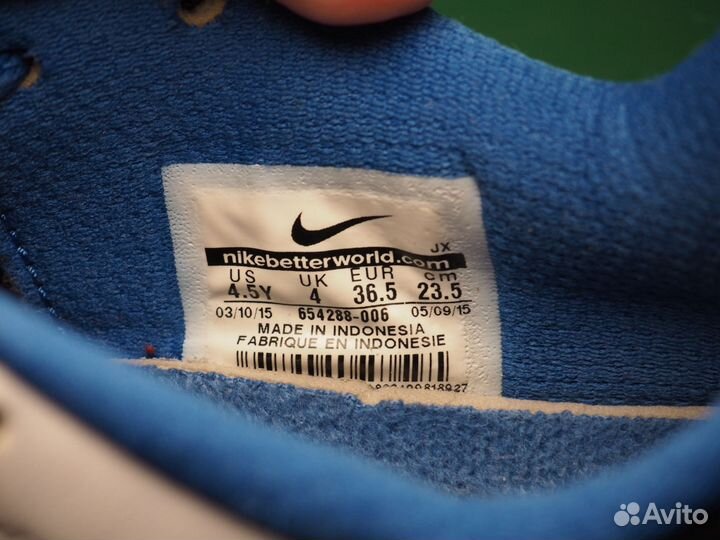 JX
nikebetterworld.com
US UK EUR cm
4.5Y 4 36.5 23.5
03/10/15 654288-006 05/09/15
MADE IN INDONESIA
FABRIQUE EN INDONESIE
Avito